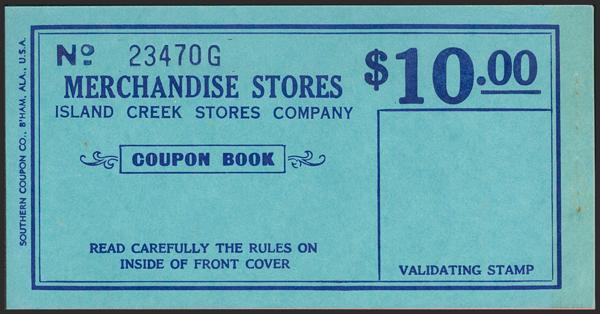 Nº 23470G
MERCHANDISE STORES
ISLAND CREEK STORES COMPANY
$10.00
COUPON BOOK
READ CAREFULLY THE RULES ON
INSIDE OF FRONT COVER
VALIDATING STAMP
SOUTHERN COUPON CO., B'HAM, ALA., U.S.A.